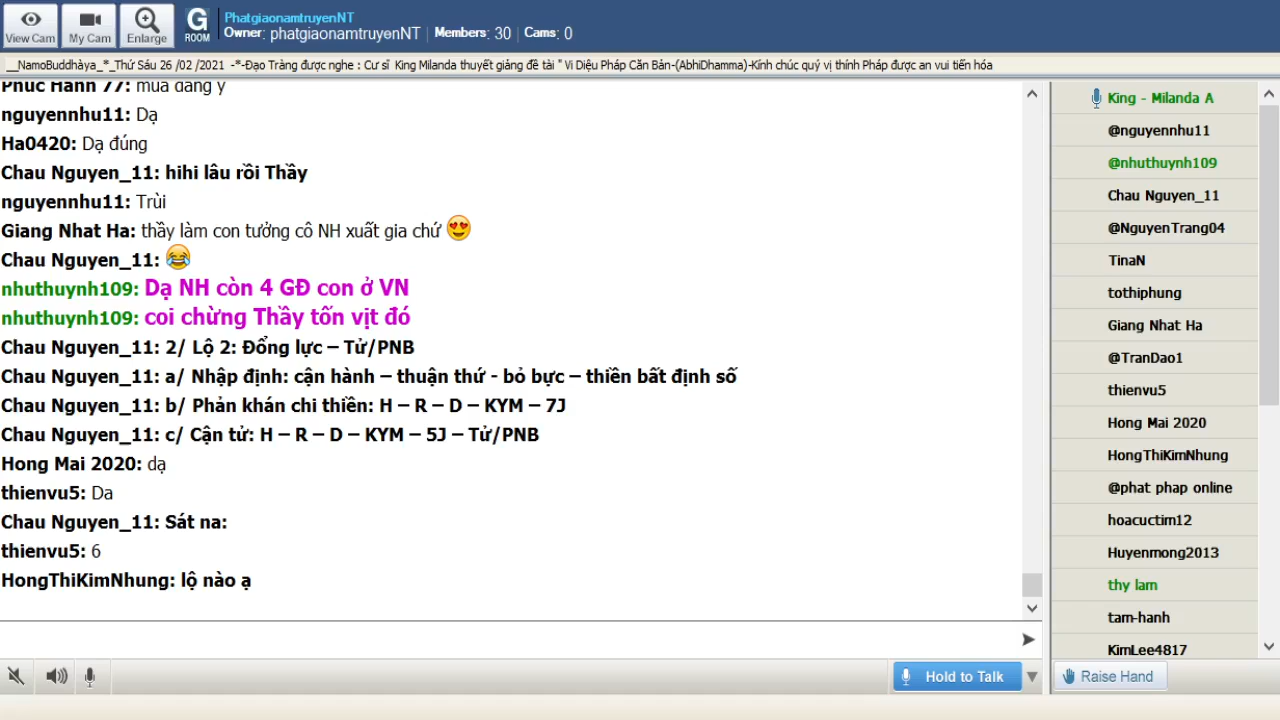 View Cam
My Cam
Enlarge
G
ROOM
PhatgiaonamtruyenNT
Owner: phatgiaonamtruyenNT | Members: 30 | Cams: 0
__NamoBuddhàya_*_Thứ Sáu 26 /02 /2021 -*-Đạo Tràng được nghe : Cư sĩ King Milanda thuyết giảng đề tài " Vi Diệu Pháp Căn Bản-(AbhiDhamma)-Kính chúc quý vị thính Pháp được an vui tiến hóa
Phuc Hanh 77: mưa đang y
nguyennhu11: Dạ
Ha0420: Dạ đúng
Chau Nguyen_11: hihi lâu rồi Thầy
nguyennhu11: Trùi
Giang Nhat Ha: thầy làm con tưởng cô NH xuất gia chứ
Chau Nguyen_11:
nhuthuynh109: Dạ NH còn 4 GĐ con ở VN
nhuthuynh109: coi chừng Thầy tốn vịt đó
Chau Nguyen_11: 2/ Lộ 2: Đổng lực – Tử/PNB
Chau Nguyen_11: a/ Nhập định: cận hành – thuận thứ - bỏ bực – thiền bất định số
Chau Nguyen_11: b/ Phản khán chi thiền: H – R – D – KYM – 7J
Chau Nguyen_11: c/ Cận tử: H – R – D – KYM – 5J – Tử/PNB
Hong Mai 2020: dạ
thienvu5: Da
Chau Nguyen_11: Sát na:
thienvu5: 6
HongThiKimNhung: lộ nào ạ
King - Milanda A
@nguyennhu11
@nhuthuynh109
Chau Nguyen_11
@NguyenTrang04
TinaN
tothiphung
Giang Nhat Ha
@TranDao1
thienvu5
Hong Mai 2020
HongThiKimNhung
@phat phap online
hoacuctim12
Huyenmong2013
thy lam
tam-hanh
KimLee4817
Hold to Talk
Raise Hand